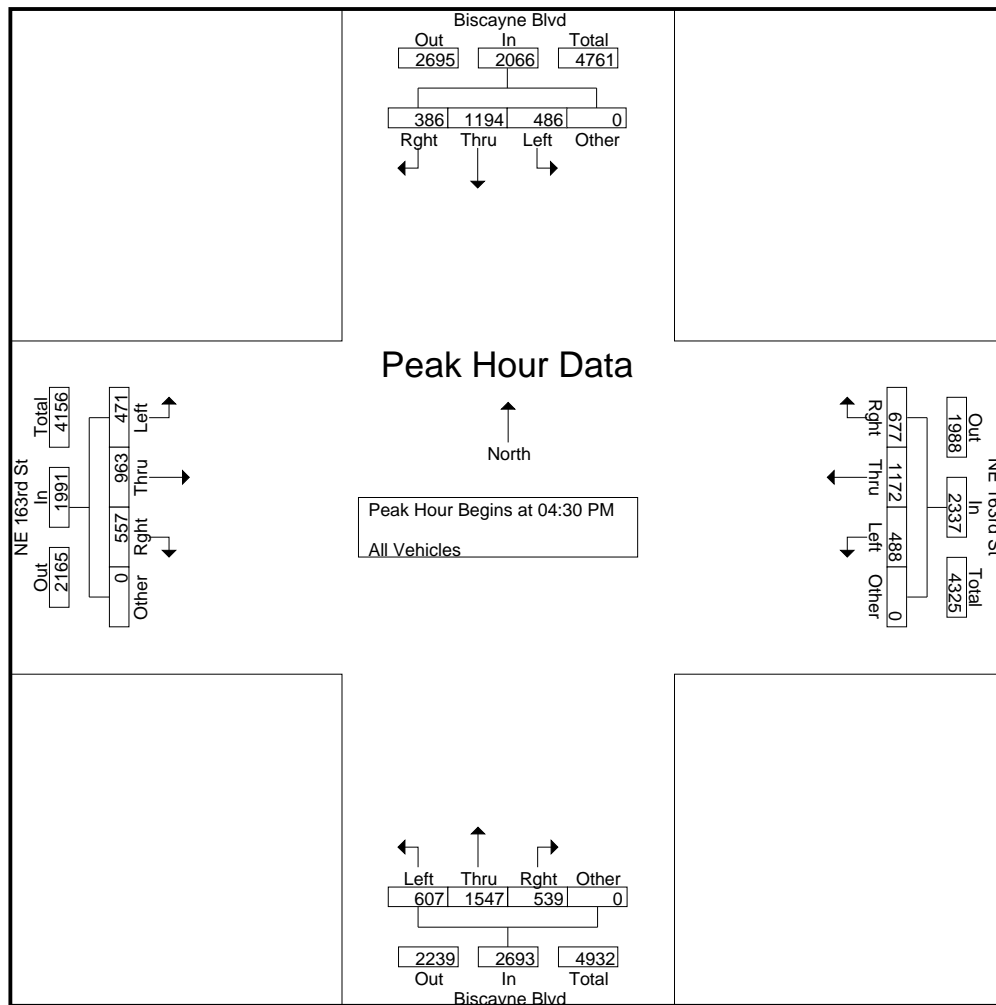 Biscayne Blvd
Out In Total
2695 2066 4761
386 1194 486 0
Rght Thru Left Other
Peak Hour Data
North
Peak Hour Begins at 04:30 PM
All Vehicles
NE 163rd St
Out In Total
2165 1991 4156
471 963 557 0
Left Thru Rght Other
NE 163rd St
Out In Total
1988 2337 4325
677 1172 488 0
Rght Thru Left Other
Left Thru Rght Other
607 1547 539 0
2239 2693 4932
Out In Total
Biscayne Blvd